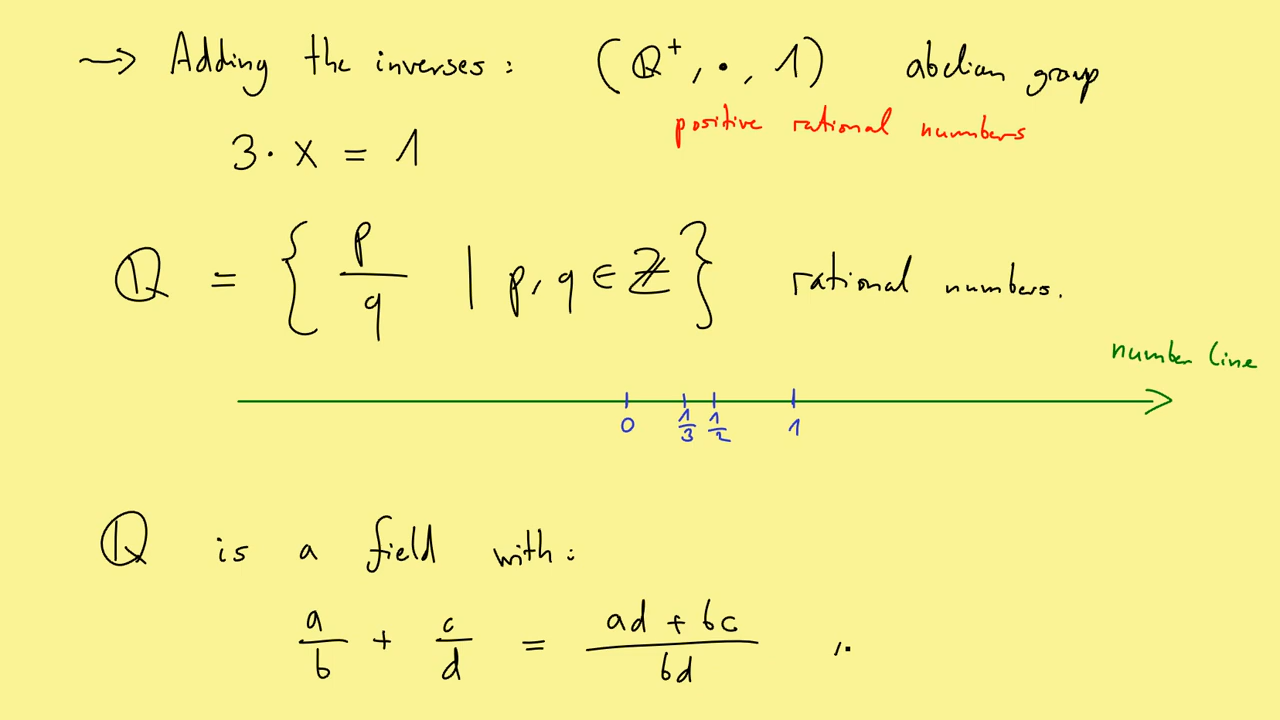 ⇝ Adding the inverses: (ℚ⁺, ·, 1) abelian group
positive rational numbers
3 · x = 1
ℚ = { p/q | p, q ∈ ℤ } rational numbers.
number line
0 1/3 1/2 1
ℚ is a field with:
a/b + c/d = (ad + bc)/bd , ·